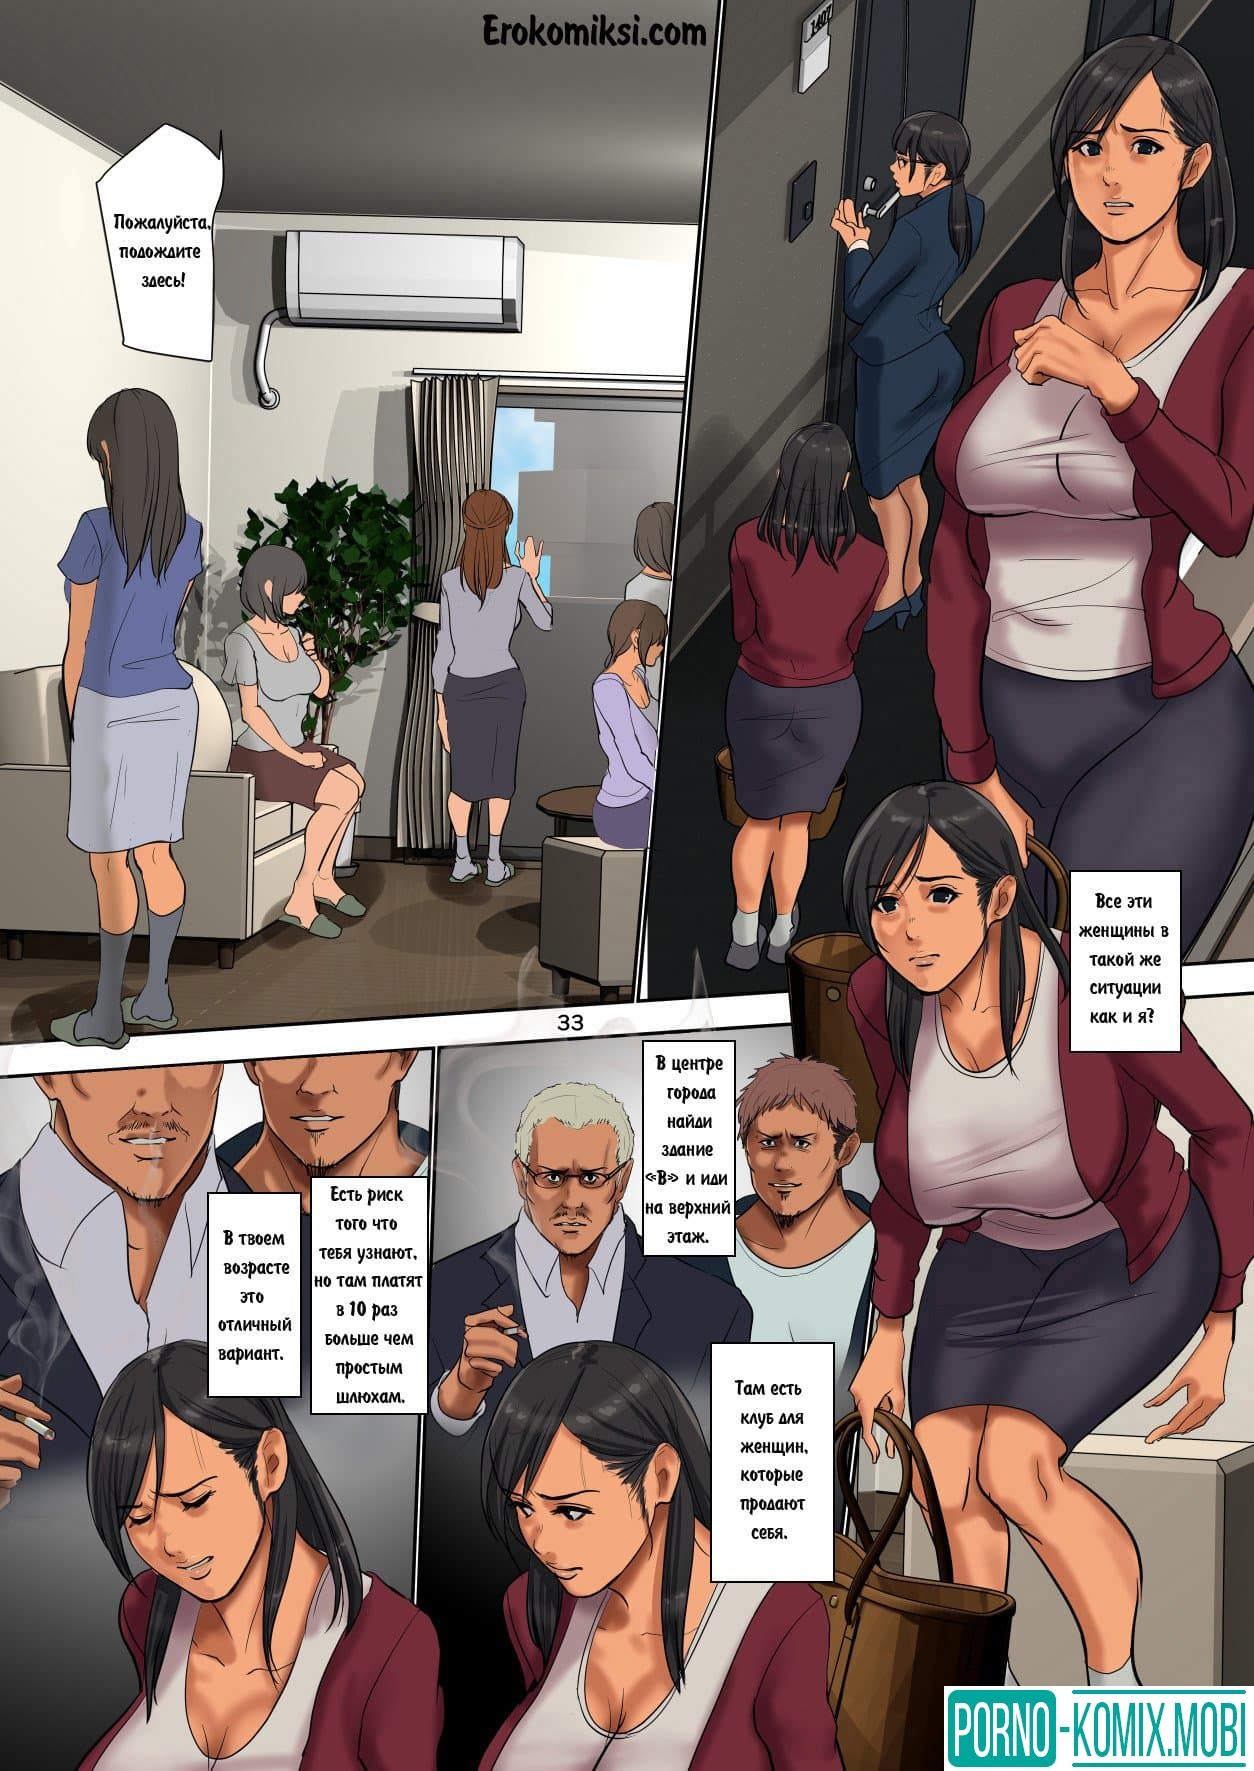 Erokomiksi.com
1407
Пожалуйста,
подождите
здесь!
Все эти
женщины в
такой же
ситуации
как и я?
33
В центре
города
найди
здание
«В» и иди
на верхний
этаж.
Там есть
клуб для
женщин,
которые
продают
себя.
Есть риск
того что
тебя узнают,
но там платят
в 10 раз
больше чем
простым
шлюхам.
В твоем
возрасте
это
отличный
вариант.
PORNO-KOMIX.MOBI